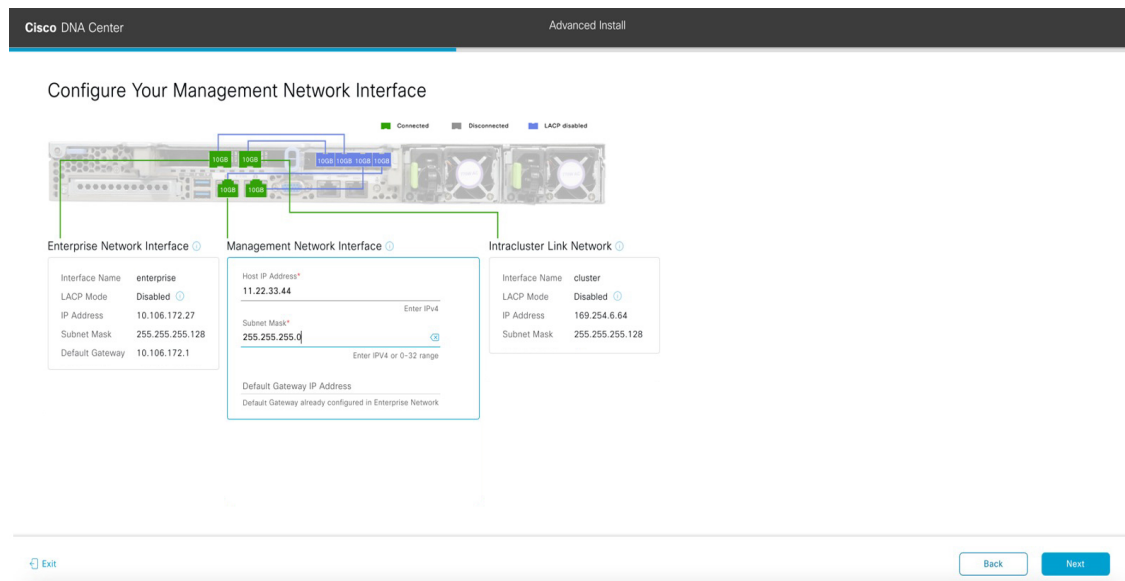 Cisco DNA Center
Advanced Install
Configure Your Management Network Interface
Connected Disconnected LACP disabled
10GB 10GB 10GB 10GB 10GB 10GB
10GB 10GB
Enterprise Network Interface
Interface Name enterprise
LACP Mode Disabled
IP Address 10.106.172.27
Subnet Mask 255.255.255.128
Default Gateway 10.106.172.1
Management Network Interface
Host IP Address*
11.22.33.44
Enter IPv4
Subnet Mask*
255.255.255.0
Enter IPV4 or 0-32 range
Default Gateway IP Address
Default Gateway already configured in Enterprise Network
Intracluster Link Network
Interface Name cluster
LACP Mode Disabled
IP Address 169.254.6.64
Subnet Mask 255.255.255.128
Exit
Back
Next